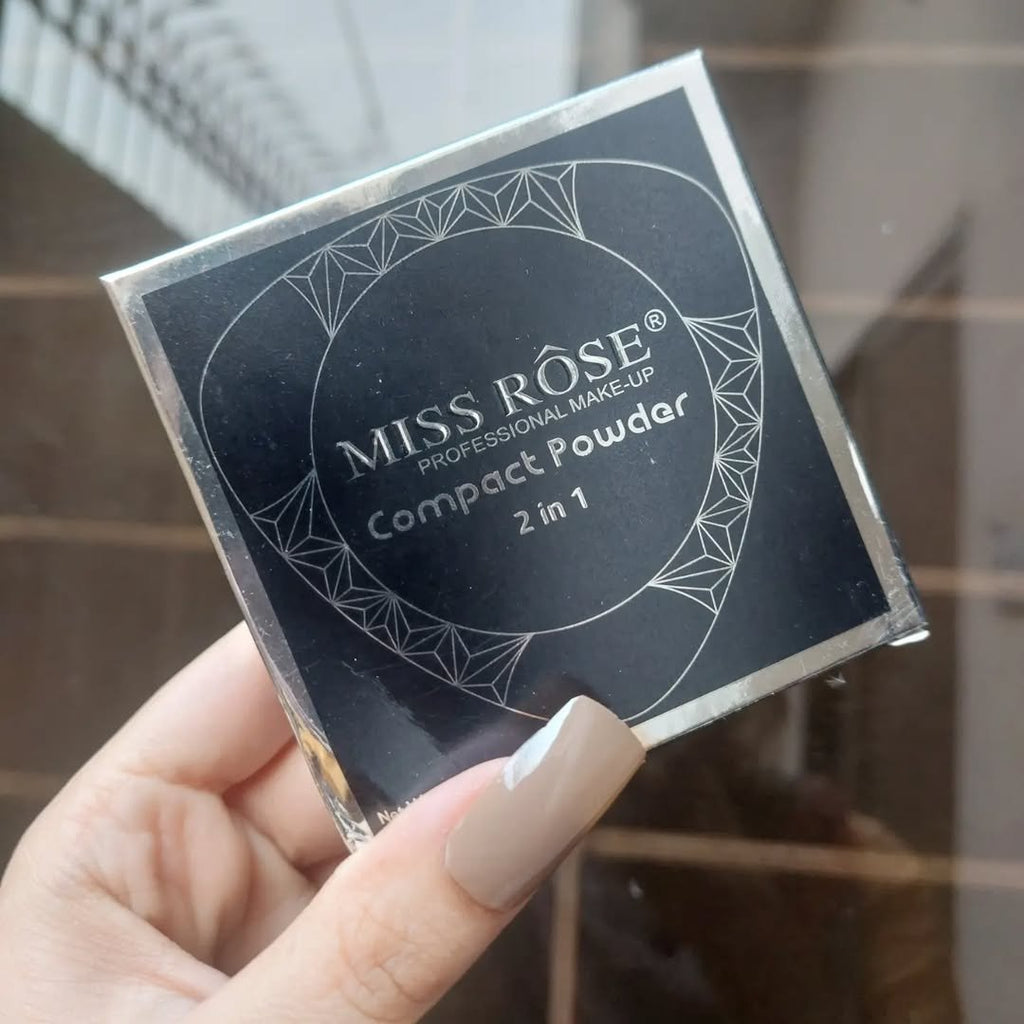 MISS RÔSE®
PROFESSIONAL MAKE-UP
Compact Powder
2 in 1